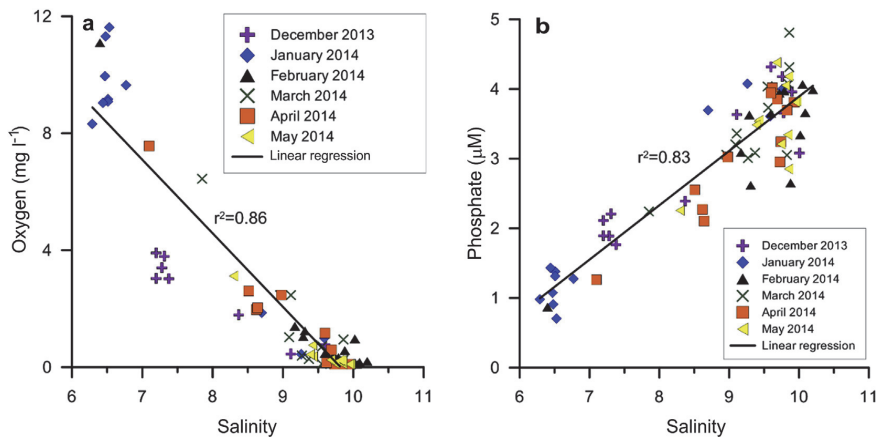 a
December 2013
January 2014
February 2014
March 2014
April 2014
May 2014
Linear regression
r²=0.86
Oxygen (mg l⁻¹)
12
8
4
0
6 7 8 9 10 11
Salinity
b
r²=0.83
Phosphate (µM)
5
4
3
2
1
0
December 2013
January 2014
February 2014
March 2014
April 2014
May 2014
Linear regression
6 7 8 9 10 11
Salinity